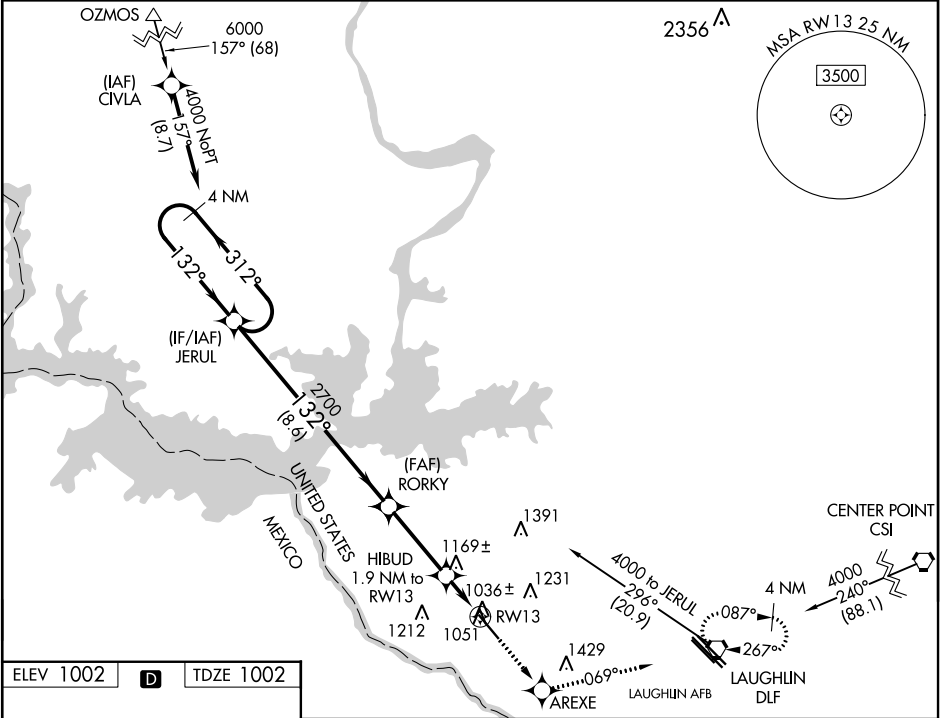 OZMOS
6000
157° (68)
(IAF)
CIVLA
4000 NoPT
157°
(8.7)
4 NM
132°
312°
(IF/IAF)
JERUL
2700
132°
(8.6)
2356
MSA RW13 25 NM
3500
(FAF)
RORKY
UNITED STATES
MEXICO
HIBUD
1.9 NM to
RW13
1169±
1391
1036±
1231
1212
1051
RW13
1429
AREXE
069°
4000 to JERUL
296°
(20.9)
LAUGHLIN AFB
CENTER POINT
CSI
4000
240°
(88.1)
4 NM
087°
267°
LAUGHLIN
DLF
ELEV 1002
D
TDZE 1002